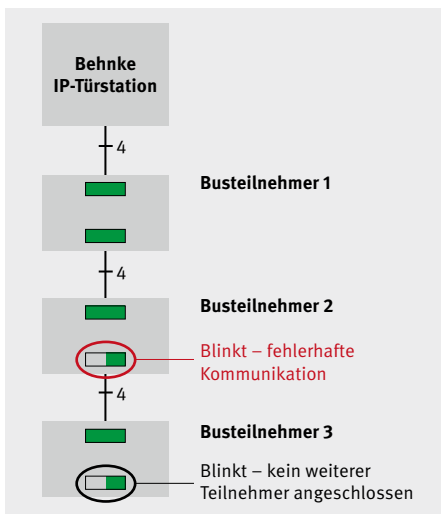 Behnke
IP-Türstation
4
Busteilnehmer 1
4
Busteilnehmer 2
Blinkt – fehlerhafte
Kommunikation
4
Busteilnehmer 3
Blinkt – kein weiterer
Teilnehmer angeschlossen